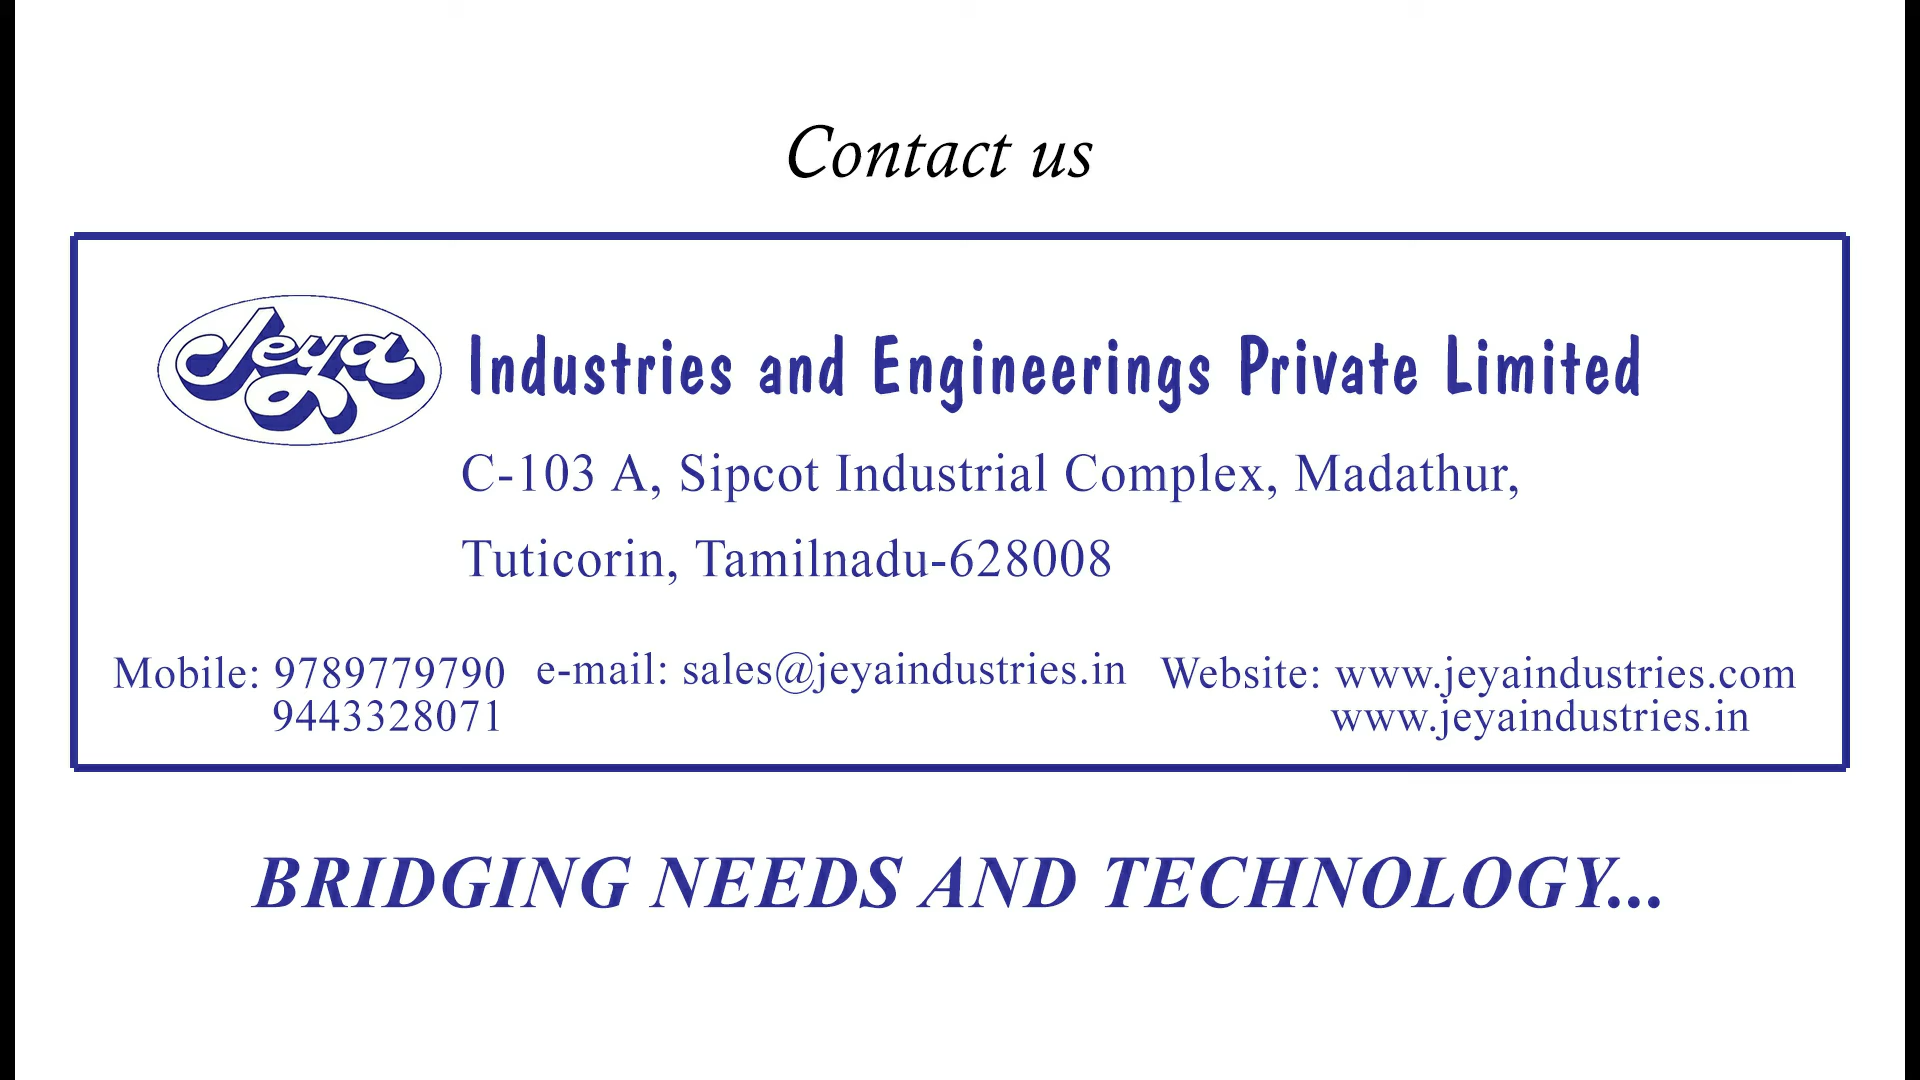 Contact us
Jeya Industries and Engineerings Private Limited
C-103 A, Sipcot Industrial Complex, Madathur,
Tuticorin, Tamilnadu-628008
Mobile: 9789779790 e-mail: sales@jeyaindustries.in Website: www.jeyaindustries.com
9443328071 www.jeyaindustries.in
BRIDGING NEEDS AND TECHNOLOGY...